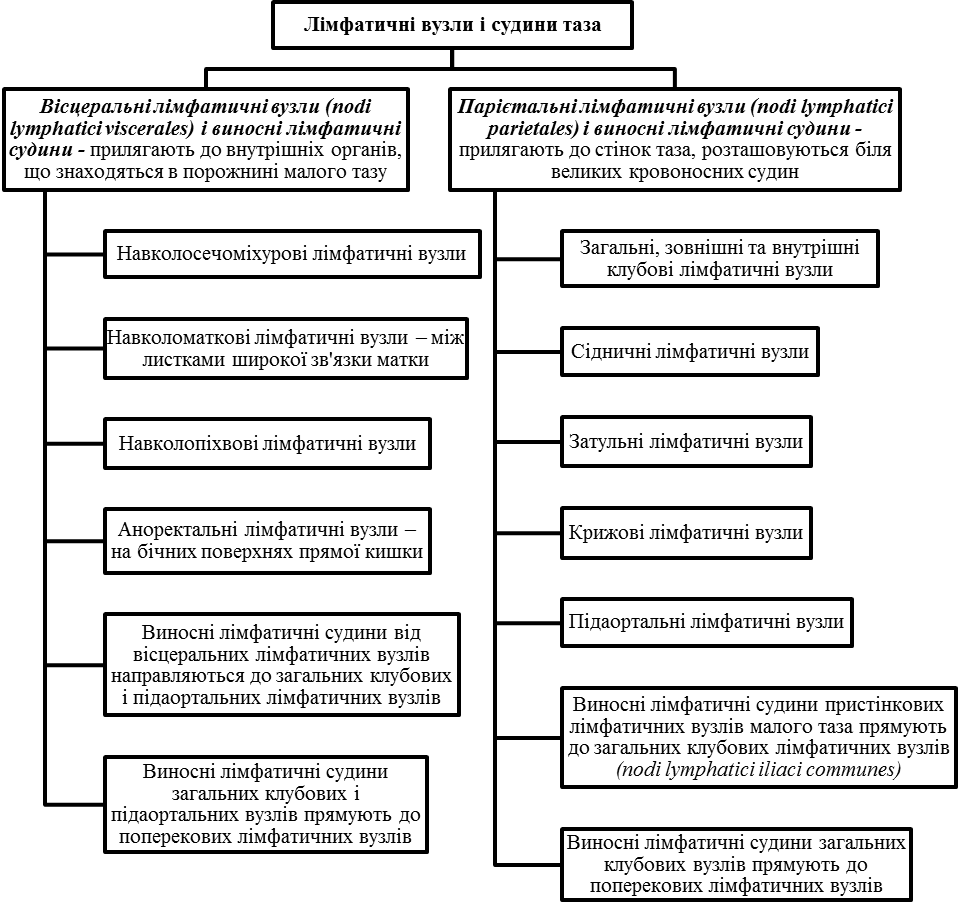 Лімфатичні вузли і судини таза
Вісцеральні лімфатичні вузли (nodi
lymphatici viscerales) і виносні лімфатичні
судини - прилягають до внутрішніх органів,
що знаходяться в порожнині малого тазу
Навколосечоміхурові лімфатичні вузли
Навколоматкові лімфатичні вузли – між
листками широкої зв'язки матки
Навколопіхвові лімфатичні вузли
Аноректальні лімфатичні вузли –
на бічних поверхнях прямої кишки
Виносні лімфатичні судини від
вісцеральних лімфатичних вузлів
направляються до загальних клубових
і підаортальних лімфатичних вузлів
Виносні лімфатичні судини
загальних клубових і
підаортальних вузлів прямують до
поперекових лімфатичних вузлів
Парієтальні лімфатичні вузли (nodi lymphatici
parietales) і виносні лімфатичні судини -
прилягають до стінок таза, розташовуються біля
великих кровоносних судин
Загальні, зовнішні та внутрішні
клубові лімфатичні вузли
Сідничні лімфатичні вузли
Затульні лімфатичні вузли
Крижові лімфатичні вузли
Підаортальні лімфатичні вузли
Виносні лімфатичні судини пристінкових
лімфатичних вузлів малого таза прямують
до загальних клубових лімфатичних вузлів
(nodi lymphatici iliaci communes)
Виносні лімфатичні судини загальних
клубових вузлів прямують до
поперекових лімфатичних вузлів